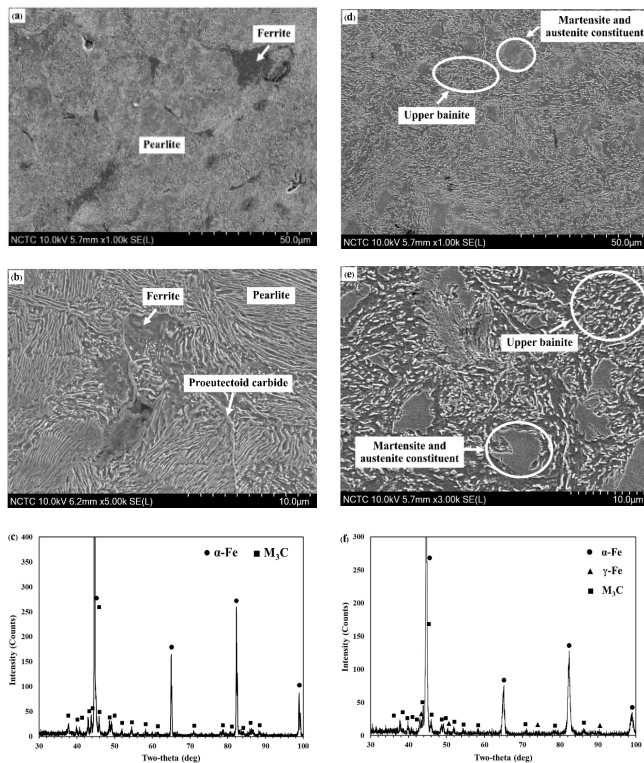 (a)
Ferrite
Pearlite
NCTC 10.0kV 5.7mm x1.00k SE(L)
50.0µm
(d)
Martensite and
austenite constituent
Upper bainite
NCTC 10.0kV 5.7mm x1.00k SE(L)
50.0µm
(b)
Ferrite
Pearlite
Proeutectoid carbide
NCTC 10.0kV 6.2mm x5.00k SE(L)
10.0µm
(e)
Upper bainite
Martensite and
austenite constituent
NCTC 10.0kV 5.7mm x3.00k SE(L)
10.0µm
(c)
α-Fe
M3C
400
350
300
250
200
150
100
50
0
Intensity (Counts)
30 40 50 60 70 80 90 100
Two-theta (deg)
(f)
α-Fe
γ-Fe
M3C
300
250
200
150
100
50
0
Intensity (Counts)
30 40 50 60 70 80 90 100
Two-theta (deg)